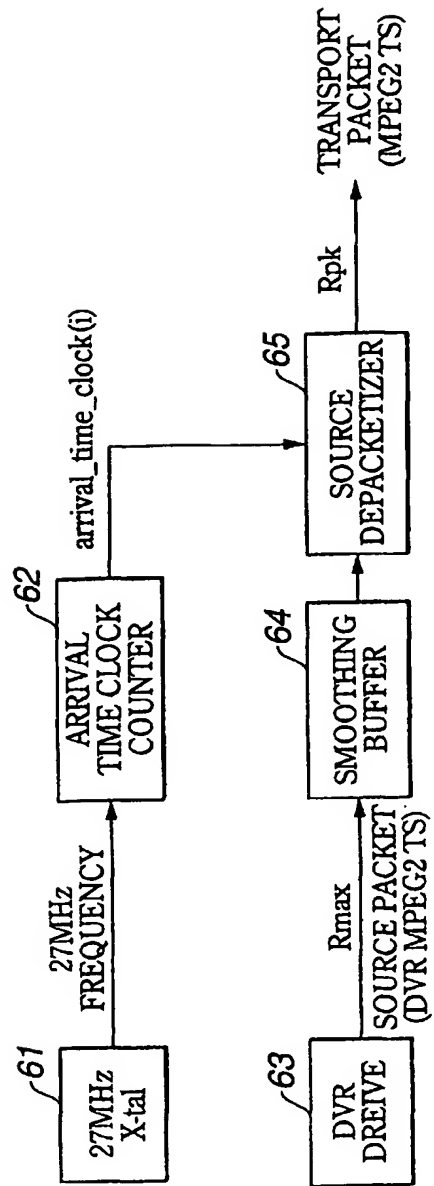 61
27MHz
X-tal
27MHz
FREQUENCY
62
ARRIVAL
TIME CLOCK
COUNTER
arrival_time_clock(i)
63
DVR
DREIVE
Rmax
SOURCE PACKET
(DVR MPEG2 TS)
64
SMOOTHING
BUFFER
65
SOURCE
DEPACKETIZER
Rpk
TRANSPORT
PACKET
(MPEG2 TS)